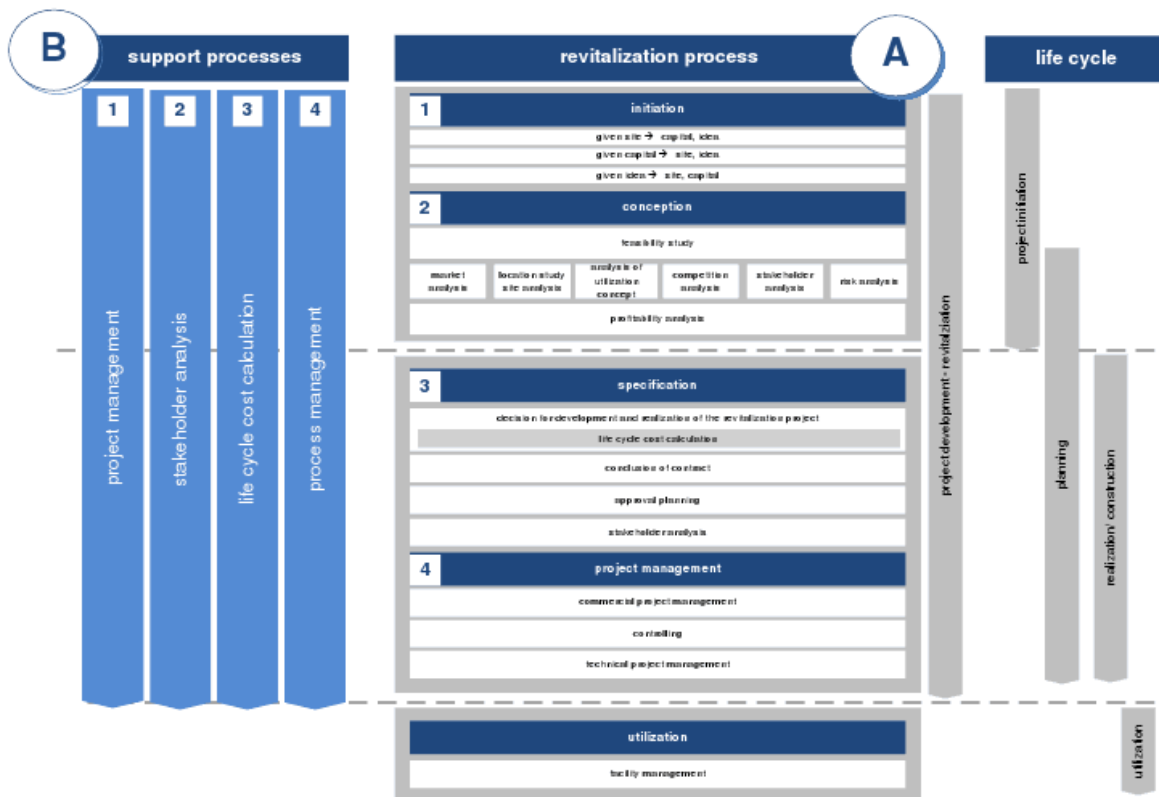 B
support processes
1
2
3
4
project management
stakeholder analysis
life cycle cost calculation
process management
revitalization process
A
1
initiation
given site → capital, idea
given capital → site, idea
given idea → site, capital
2
conception
feasibility study
market
analysis
location study
site analysis
analysis of
utilization
concept
competition
analysis
stakeholder
analysis
risk analysis
profitability analysis
3
specification
decision for development and realization of the revitalization project
life cycle cost calculation
conclusion of contract
approval planning
stakeholder analysis
4
project management
commercial project management
controlling
technical project management
utilization
facility management
project development - revitalziation
life cycle
project initiation
planning
realization/ construction
utilization